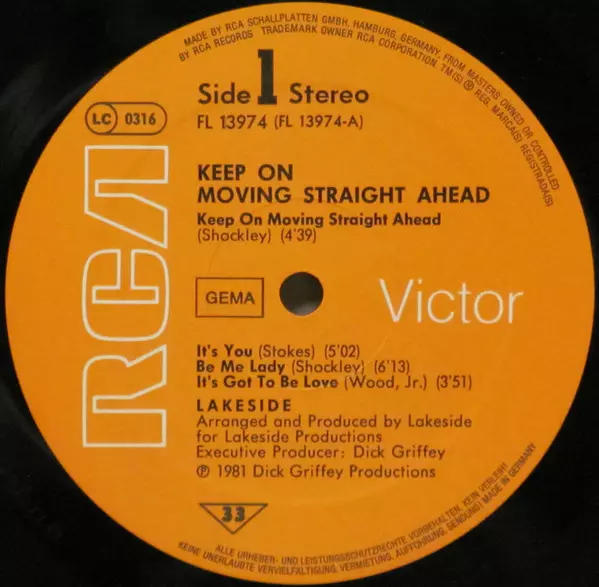 MADE BY RCA SCHALLPLATTEN GMBH, HAMBURG, GERMANY, FROM MASTERS OWNED OR CONTROLLED
BY RCA RECORDS TRADEMARK OWNER RCA CORPORATION. TM(S) ® REG. MARCA(S) REGISTRADA(S)
Side 1 Stereo
FL 13974 (FL 13974-A)
LC 0316
RCA
KEEP ON
MOVING STRAIGHT AHEAD
Keep On Moving Straight Ahead
(Shockley) (4'39)
GEMA
Victor
It's You (Stokes) (5'02)
Be Me Lady (Shockley) (6'13)
It's Got To Be Love (Wood, Jr.) (3'51)
LAKESIDE
Arranged and Produced by Lakeside
for Lakeside Productions
Executive Producer: Dick Griffey
℗ 1981 Dick Griffey Productions
33
ALLE URHEBER- UND LEISTUNGSSCHUTZRECHTE VORBEHALTEN, KEIN VERLEIH!
KEINE UNERLAUBTE VERVIELFÄLTIGUNG, VERMIETUNG, AUFFÜHRUNG, SENDUNG! MADE IN GERMANY